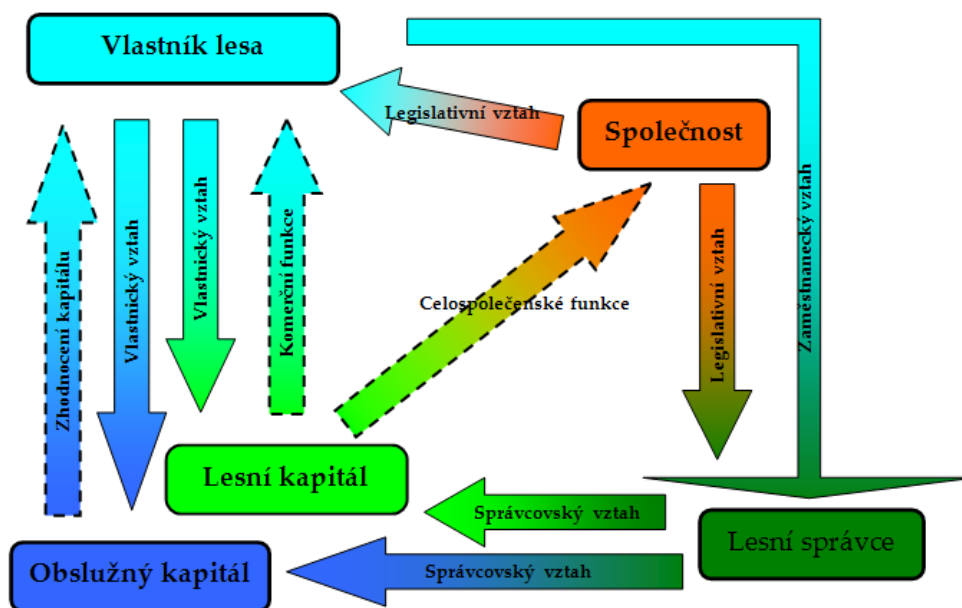 Vlastník lesa
Legislativní vztah
Společnost
Zhodnocení kapitálu
Vlastnický vztah
Vlastnický vztah
Komerční funkce
Celospolečenské funkce
Legislativní vztah
Zaměstnanecký vztah
Lesní kapitál
Správcovský vztah
Lesní správce
Obslužný kapitál
Správcovský vztah